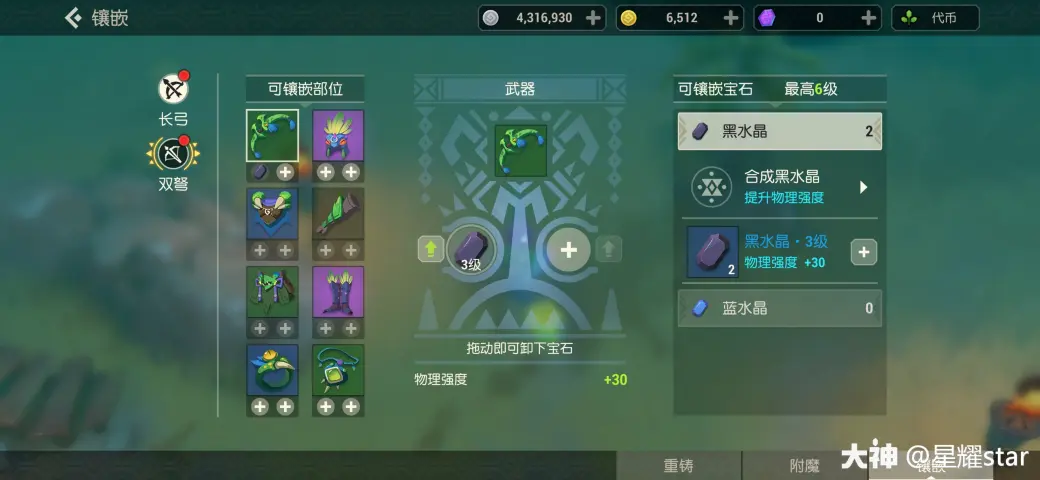 镶嵌
4,316,930
6,512
0
代币
长弓
双弩
可镶嵌部位
武器
3级
拖动即可卸下宝石
物理强度 +30
可镶嵌宝石 最高6级
黑水晶 2
合成黑水晶
提升物理强度
黑水晶·3级
物理强度 +30
2
蓝水晶 0
重铸
附魔
镶嵌
大神 @星耀star